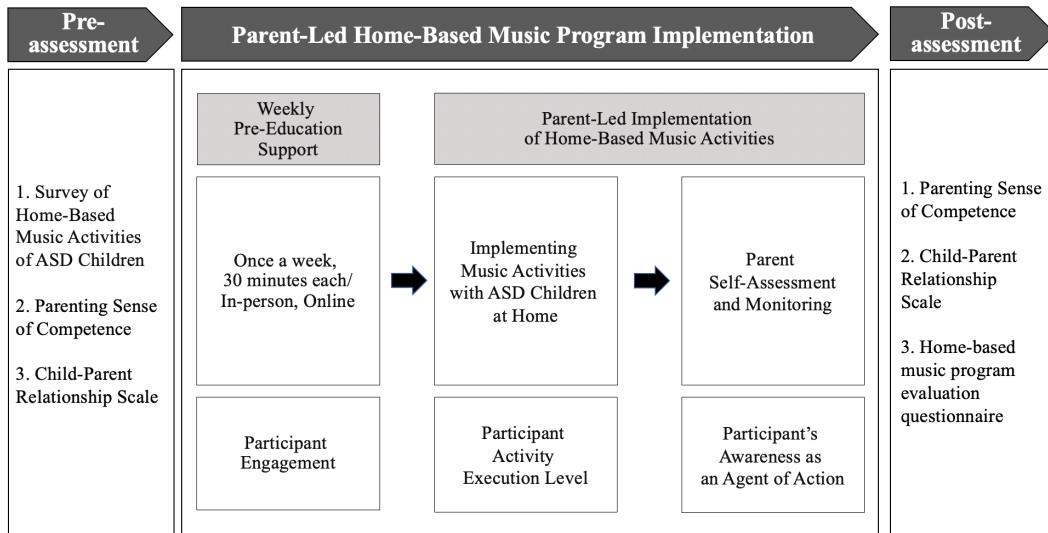 Pre-
assessment
Parent-Led Home-Based Music Program Implementation
Post-
assessment
1. Survey of
Home-Based
Music Activities
of ASD Children
2. Parenting Sense
of Competence
3. Child-Parent
Relationship Scale
Weekly
Pre-Education
Support
Parent-Led Implementation
of Home-Based Music Activities
Once a week,
30 minutes each/
In-person, Online
Implementing
Music Activities
with ASD Children
at Home
Parent
Self-Assessment
and Monitoring
Participant
Engagement
Participant
Activity
Execution Level
Participant’s
Awareness as
an Agent of Action
1. Parenting Sense
of Competence
2. Child-Parent
Relationship
Scale
3. Home-based
music program
evaluation
questionnaire